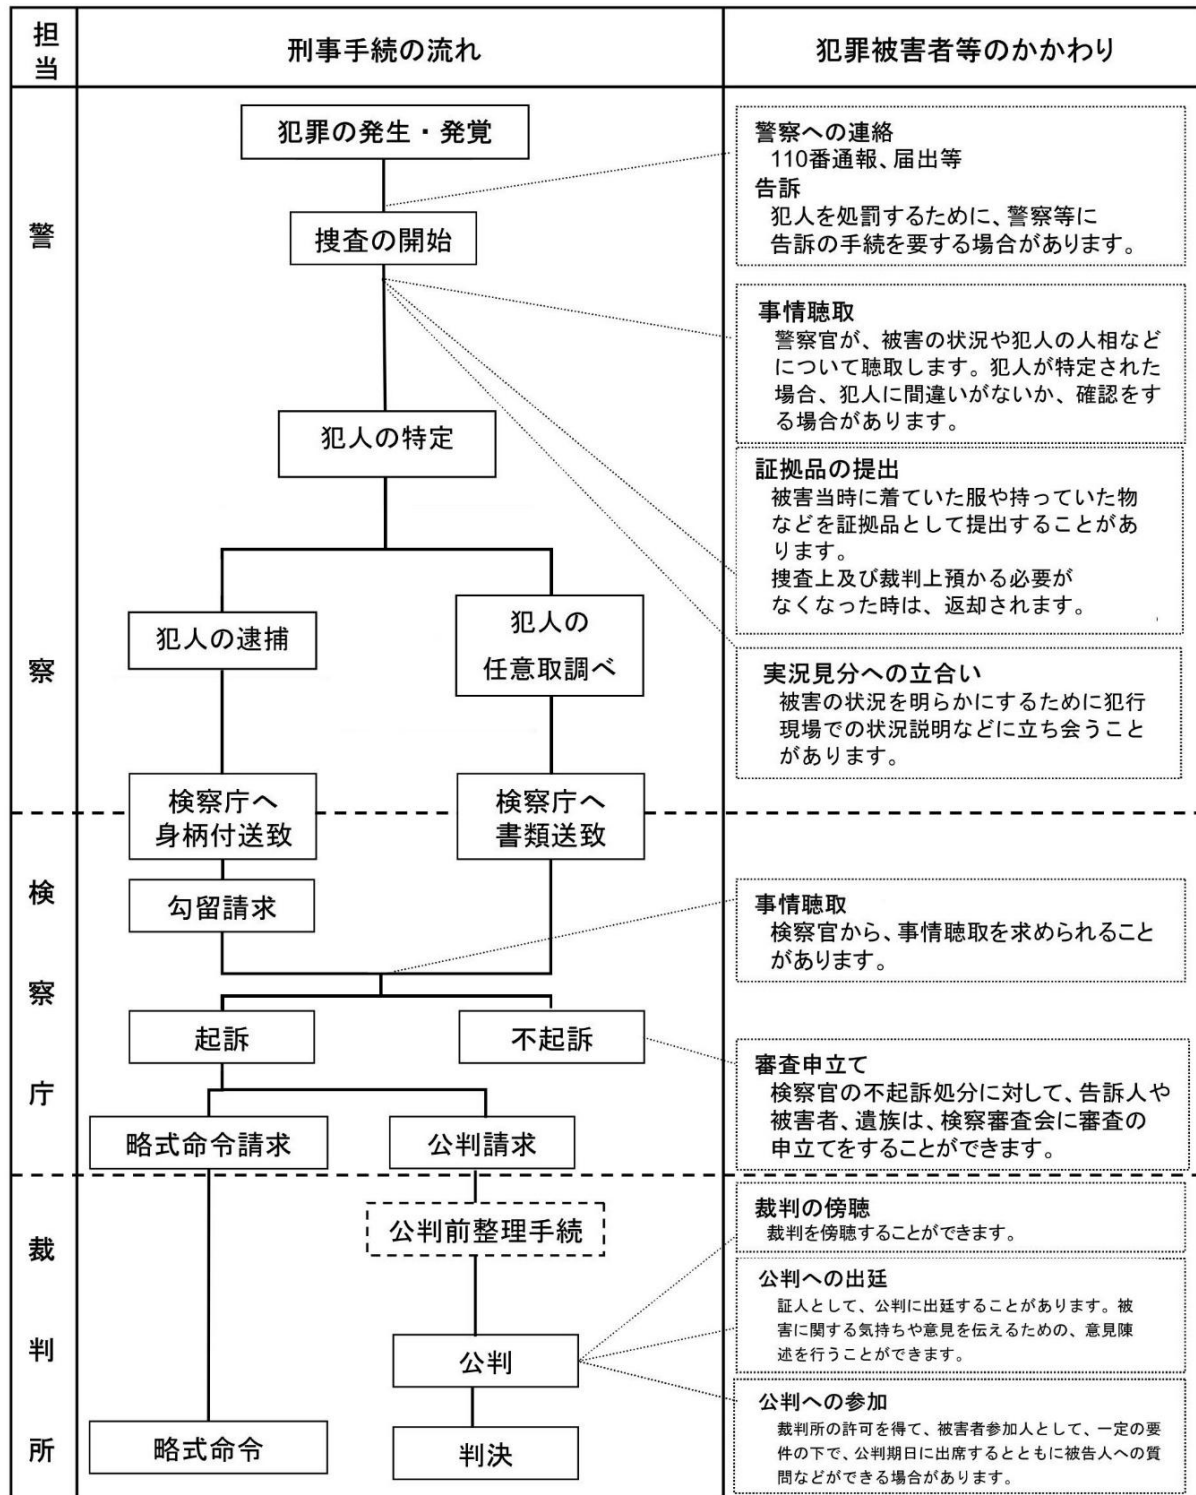 担当
刑事手続の流れ
犯罪被害者等のかかわり
警察
犯罪の発生・発覚
捜査の開始
犯人の特定
犯人の逮捕
犯人の
任意取調べ
検察庁へ
身柄付送致
検察庁へ
書類送致
警察への連絡
110番通報、届出等
告訴
犯人を処罰するために、警察等に
告訴の手続を要する場合があります。
事情聴取
警察官が、被害の状況や犯人の人相など
について聴取します。犯人が特定された
場合、犯人に間違いがないか、確認をす
る場合があります。
証拠品の提出
被害当時に着ていた服や持っていた物
などを証拠品として提出することがあ
ります。
捜査上及び裁判上預かる必要が
なくなった時は、返却されます。
実況見分への立合い
被害の状況を明らかにするために犯行
現場での状況説明などに立ち会うこと
があります。
検察庁
勾留請求
起訴
不起訴
略式命令請求
公判請求
事情聴取
検察官から、事情聴取を求められること
があります。
審査申立て
検察官の不起訴処分に対して、告訴人や
被害者、遺族は、検察審査会に審査の
申立てをすることができます。
裁判所
公判前整理手続
公判
略式命令
判決
裁判の傍聴
裁判を傍聴することができます。
公判への出廷
証人として、公判に出廷することがあります。被
害に関する気持ちや意見を伝えるための、意見陳
述を行うことができます。
公判への参加
裁判所の許可を得て、被害者参加人として、一定の要
件の下で、公判期日に出席するとともに被告人への質
問などができる場合があります。